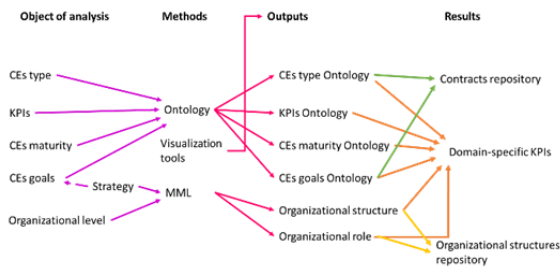 Object of analysis Methods Outputs Results
CEs type CEs type Ontology Contracts repository
KPIs Ontology KPIs Ontology
CEs maturity Visualization tools CEs maturity Ontology Domain-specific KPIs
CEs goals CEs goals Ontology
Strategy MML
Organizational level Organizational structure
Organizational role Organizational structures
repository